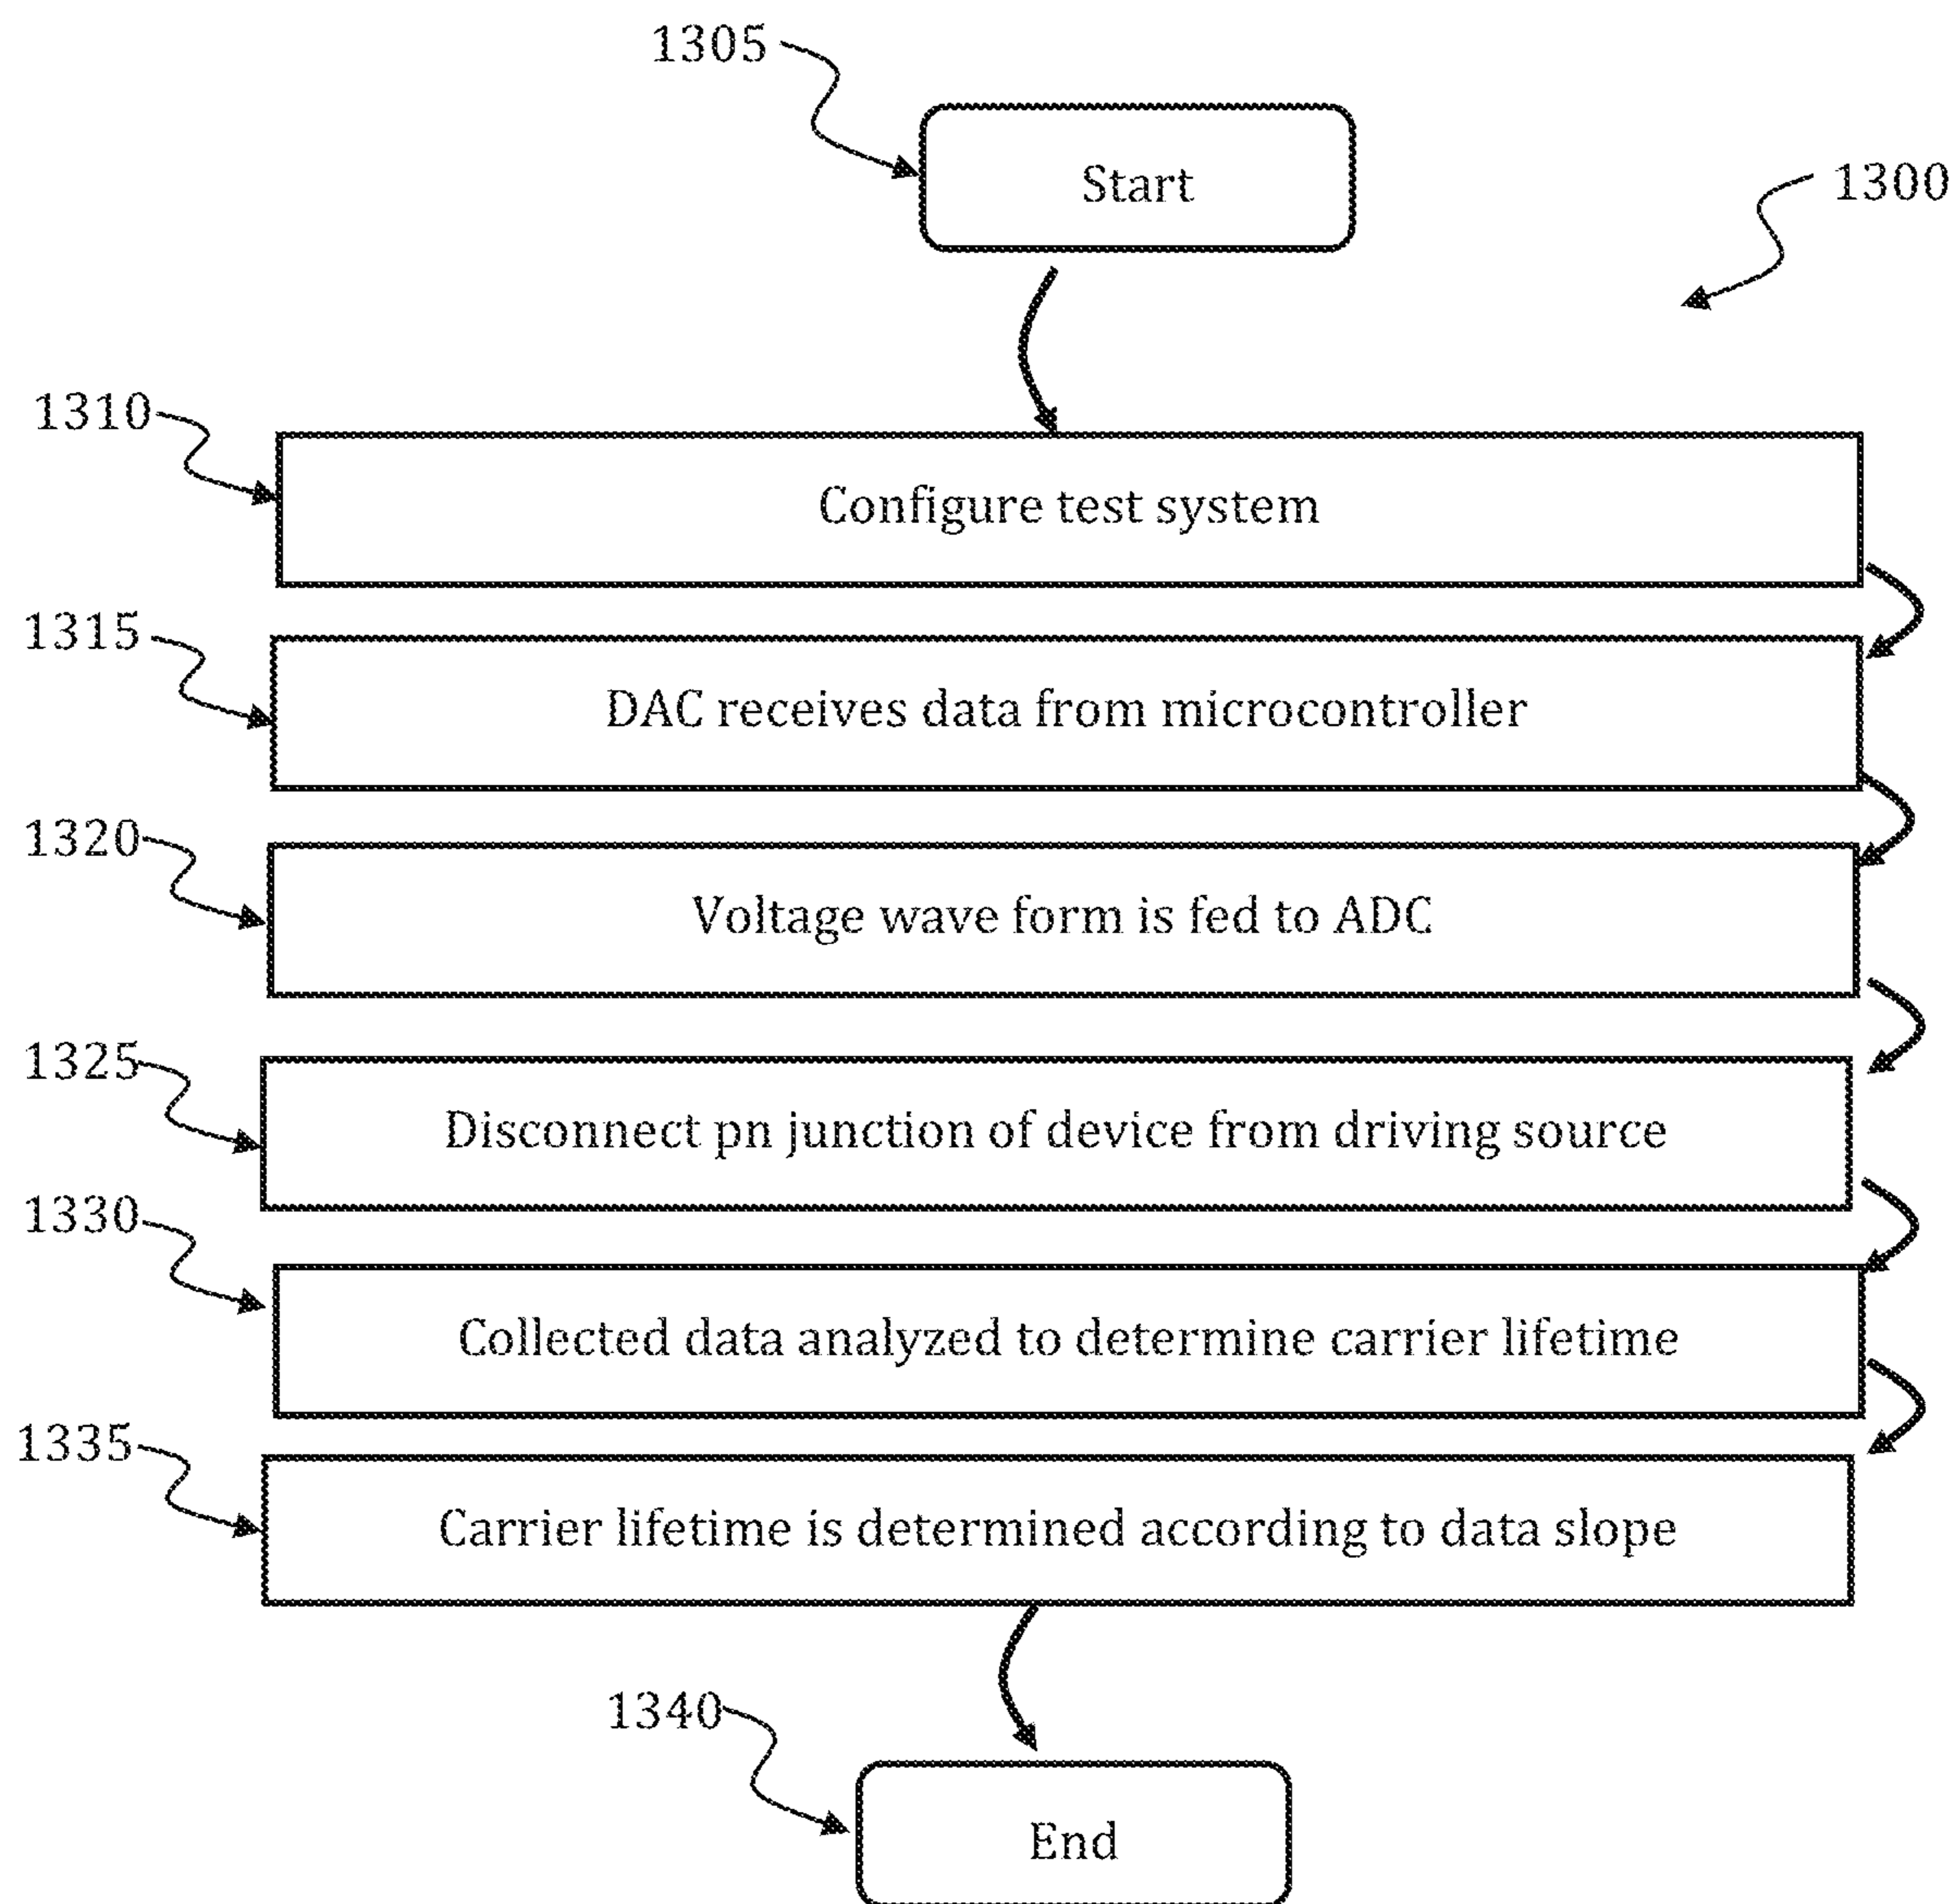 1305
Start
1300
1310
Configure test system
1315
DAC receives data from microcontroller
1320
Voltage wave form is fed to ADC
1325
Disconnect pn junction of device from driving source
1330
Collected data analyzed to determine carrier lifetime
1335
Carrier lifetime is determined according to data slope
1340
End